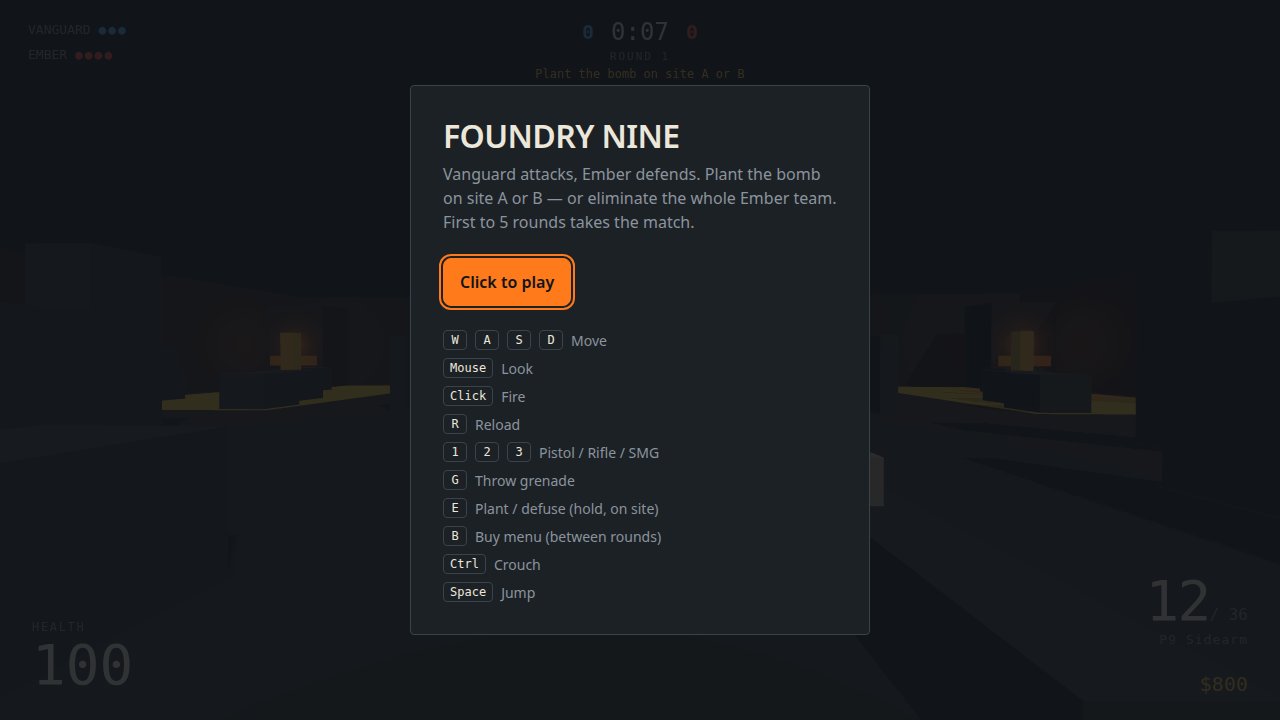 VANGUARD
EMBER
0 0:07 0
ROUND 1
Plant the bomb on site A or B
FOUNDRY NINE
Vanguard attacks, Ember defends. Plant the bomb
on site A or B — or eliminate the whole Ember team.
First to 5 rounds takes the match.
Click to play
W A S D Move
Mouse Look
Click Fire
R Reload
1 2 3 Pistol / Rifle / SMG
G Throw grenade
E Plant / defuse (hold, on site)
B Buy menu (between rounds)
Ctrl Crouch
Space Jump
HEALTH
100
12 / 36
P9 Sidearm
$800